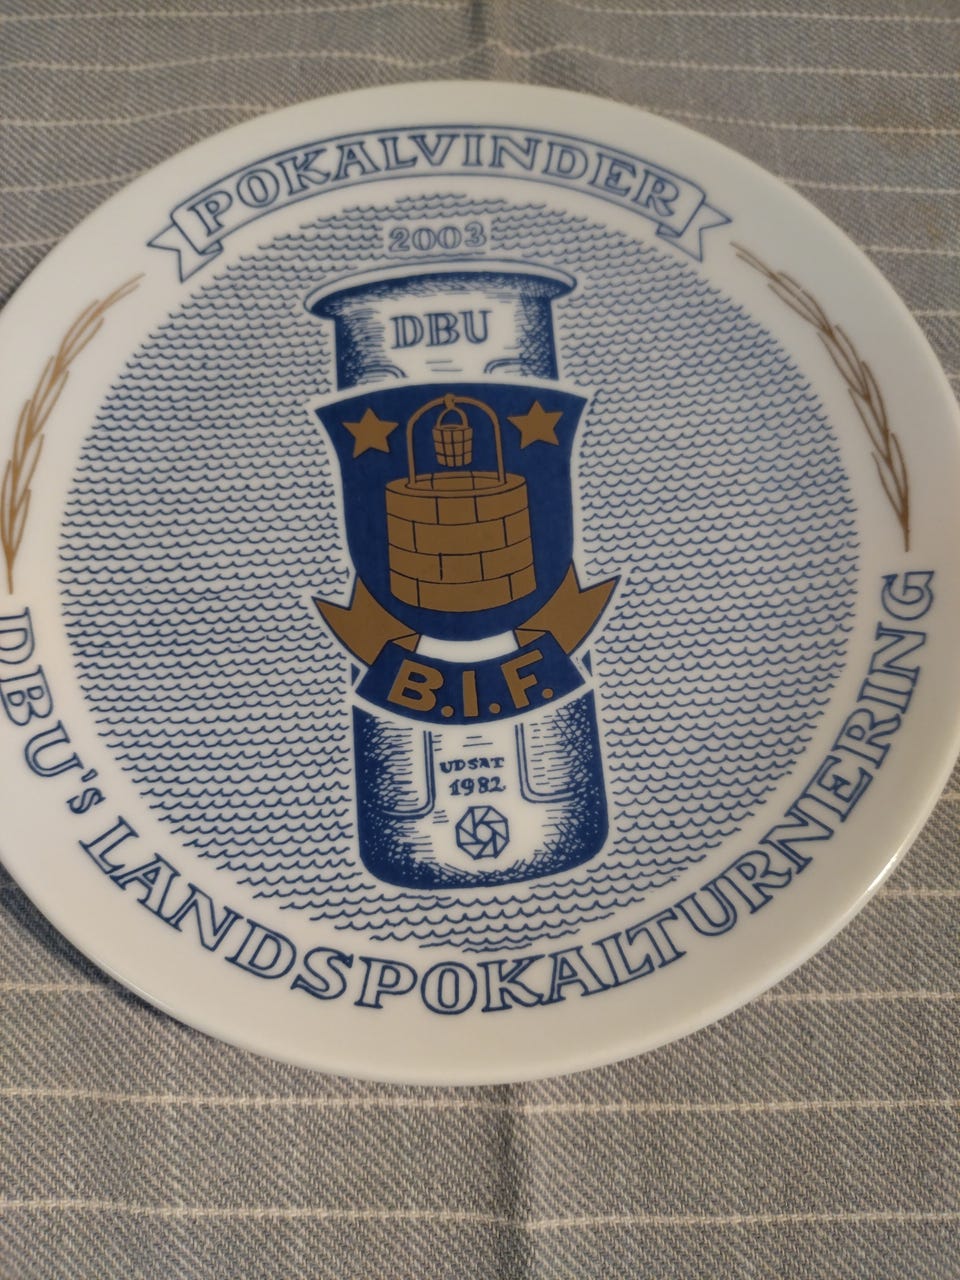 POKALVINDER
2003
DBU
B.I.F.
UDSAT
1982
DBU's LANDSPOKALTURNERING